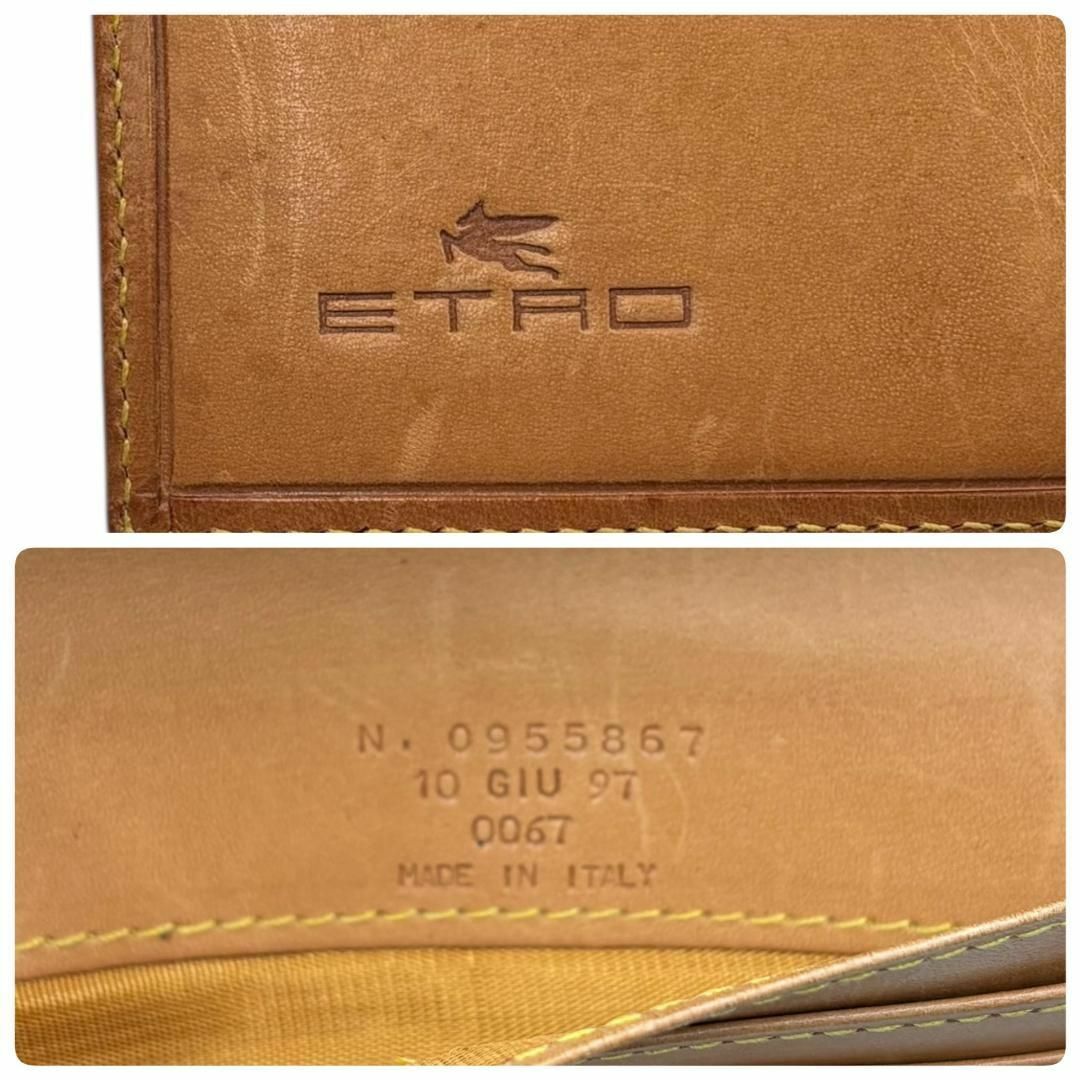 ETRO
N. 0955867
10 GIU 97
0067
MADE IN ITALY